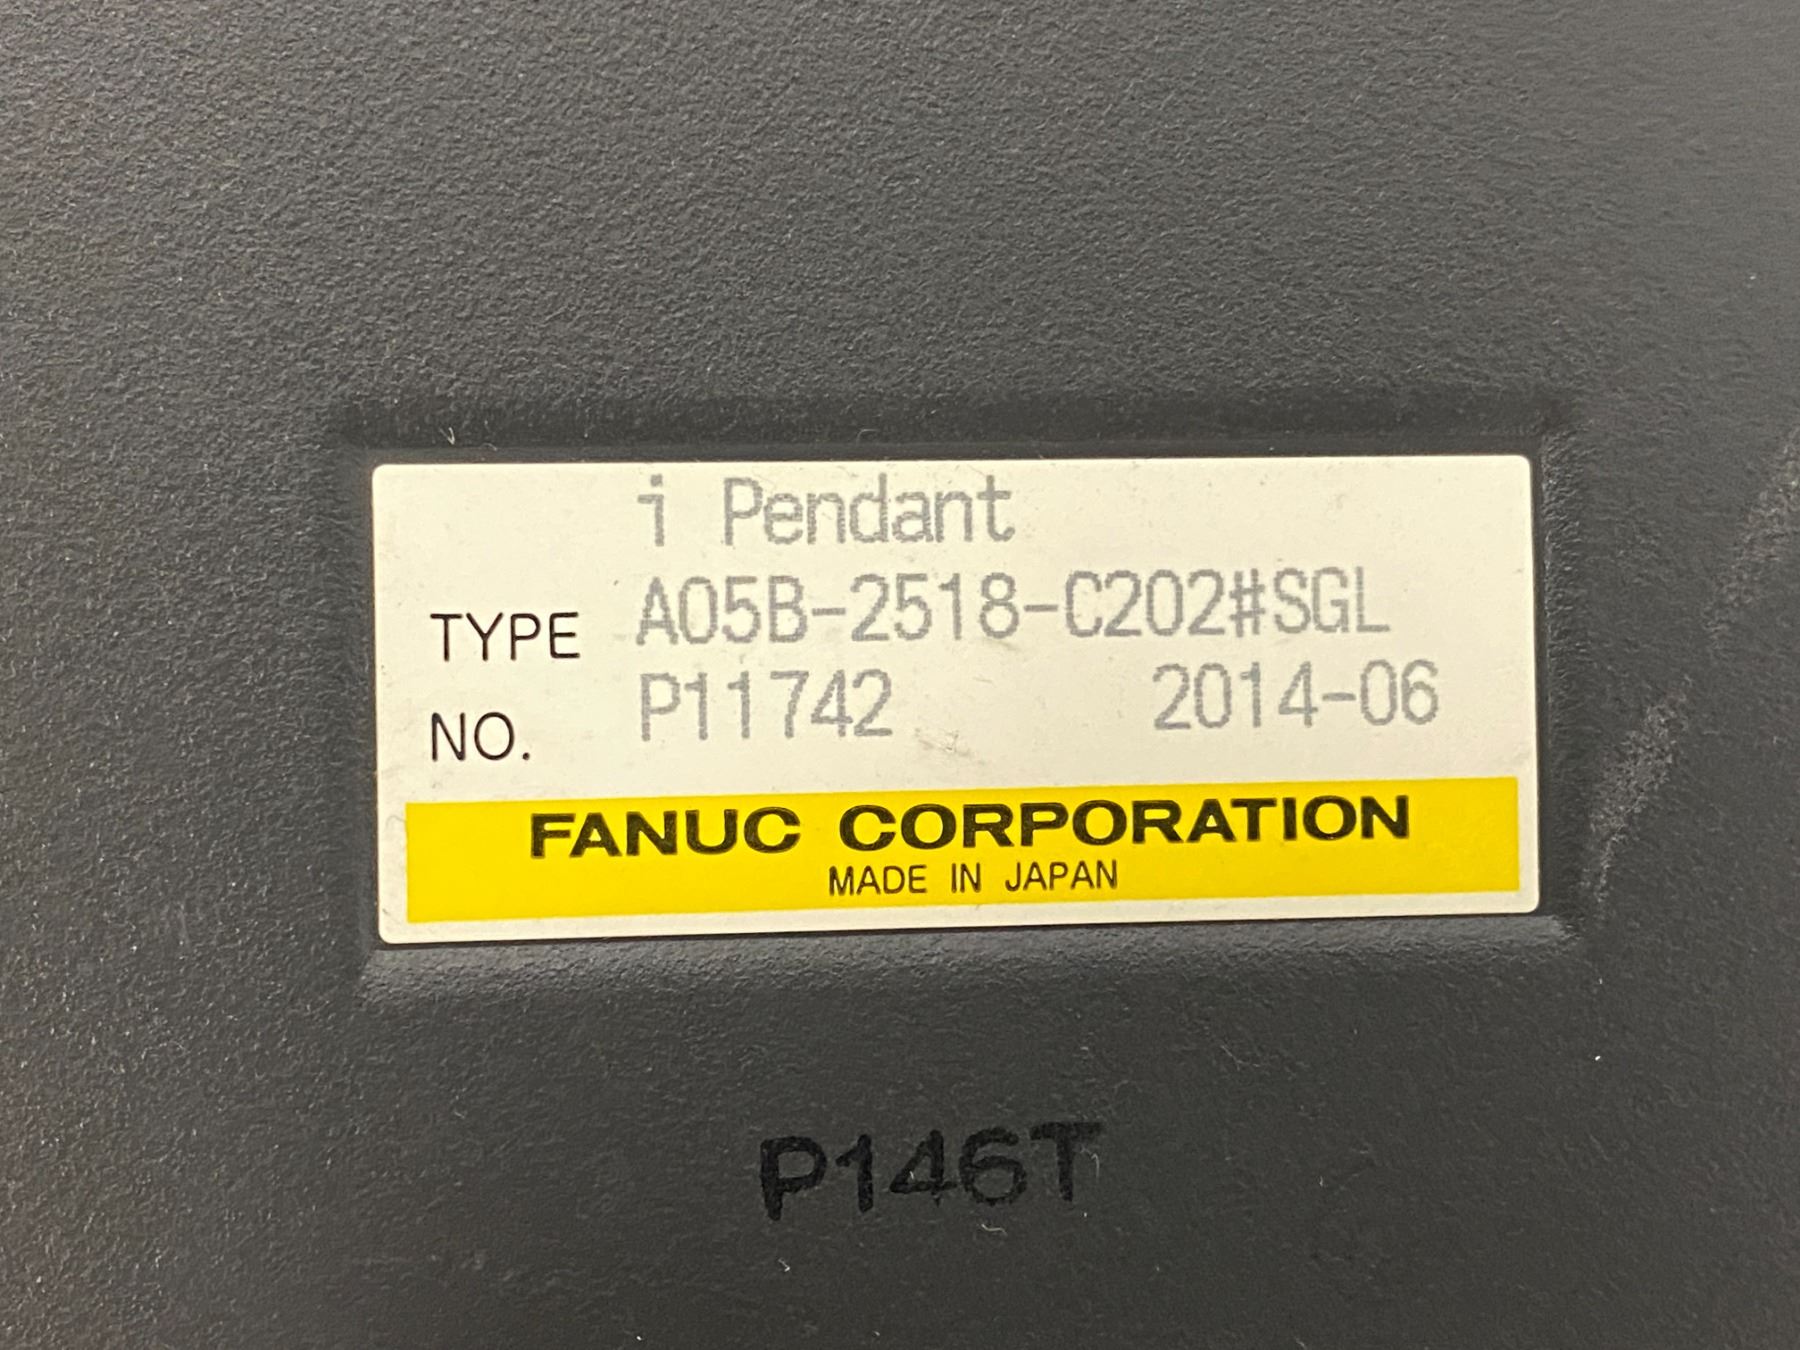 i Pendant
TYPE A05B-2518-C202#SGL
NO. P11742 2014-06
FANUC CORPORATION
MADE IN JAPAN
P146T